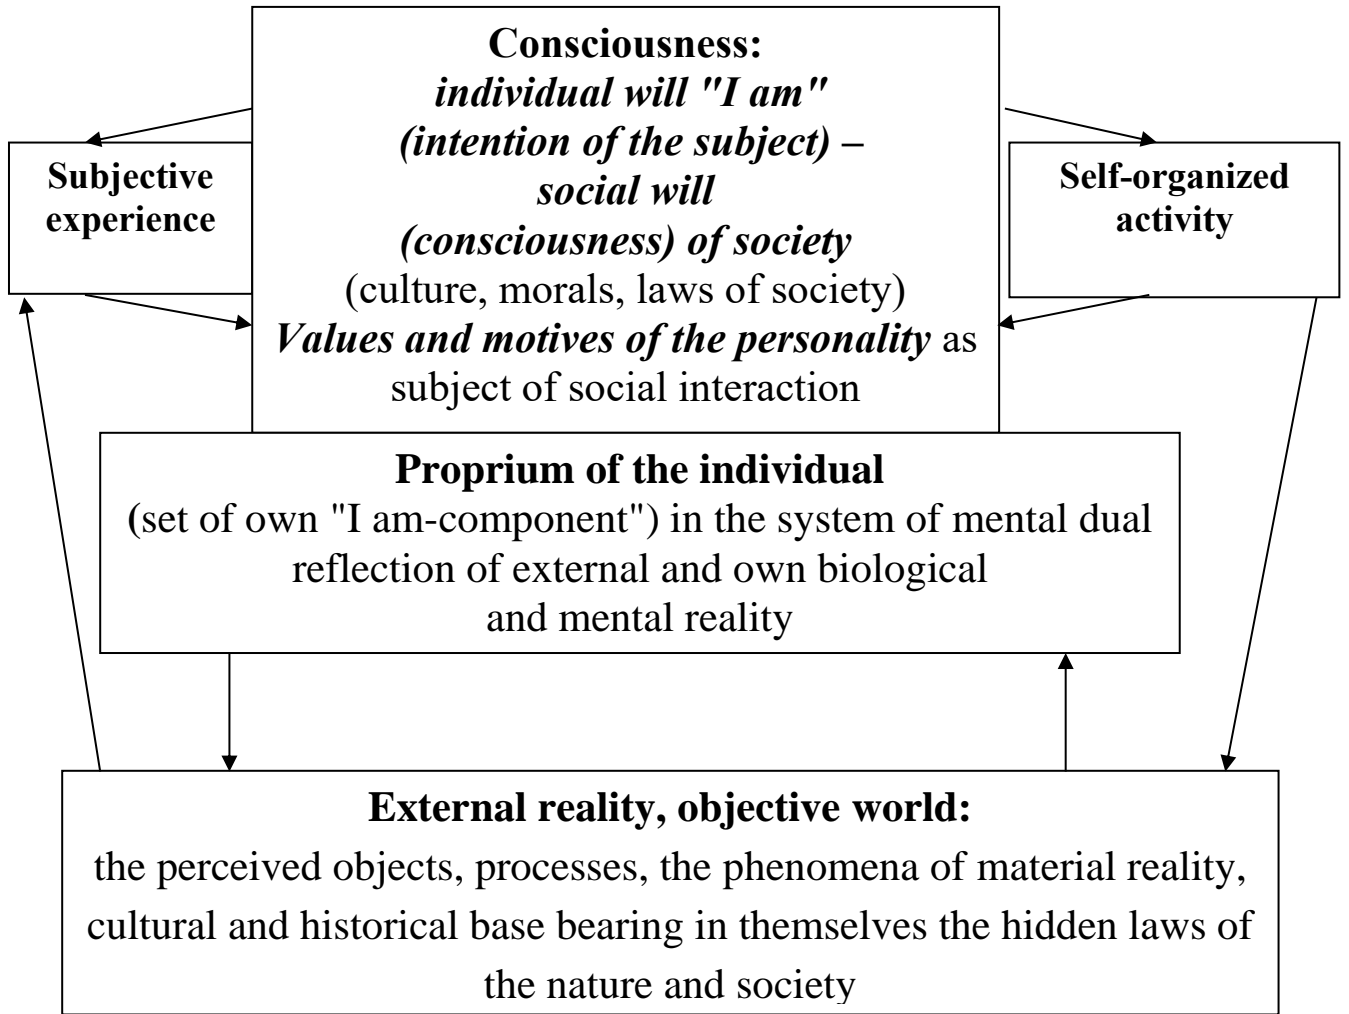 Consciousness:
individual will "I am"
(intention of the subject) –
social will
(consciousness) of society
(culture, morals, laws of society)
Values and motives of the personality as
subject of social interaction
Subjective
experience
Self-organized
activity
Proprium of the individual
(set of own "I am-component") in the system of mental dual
reflection of external and own biological
and mental reality
External reality, objective world:
the perceived objects, processes, the phenomena of material reality,
cultural and historical base bearing in themselves the hidden laws of
the nature and society